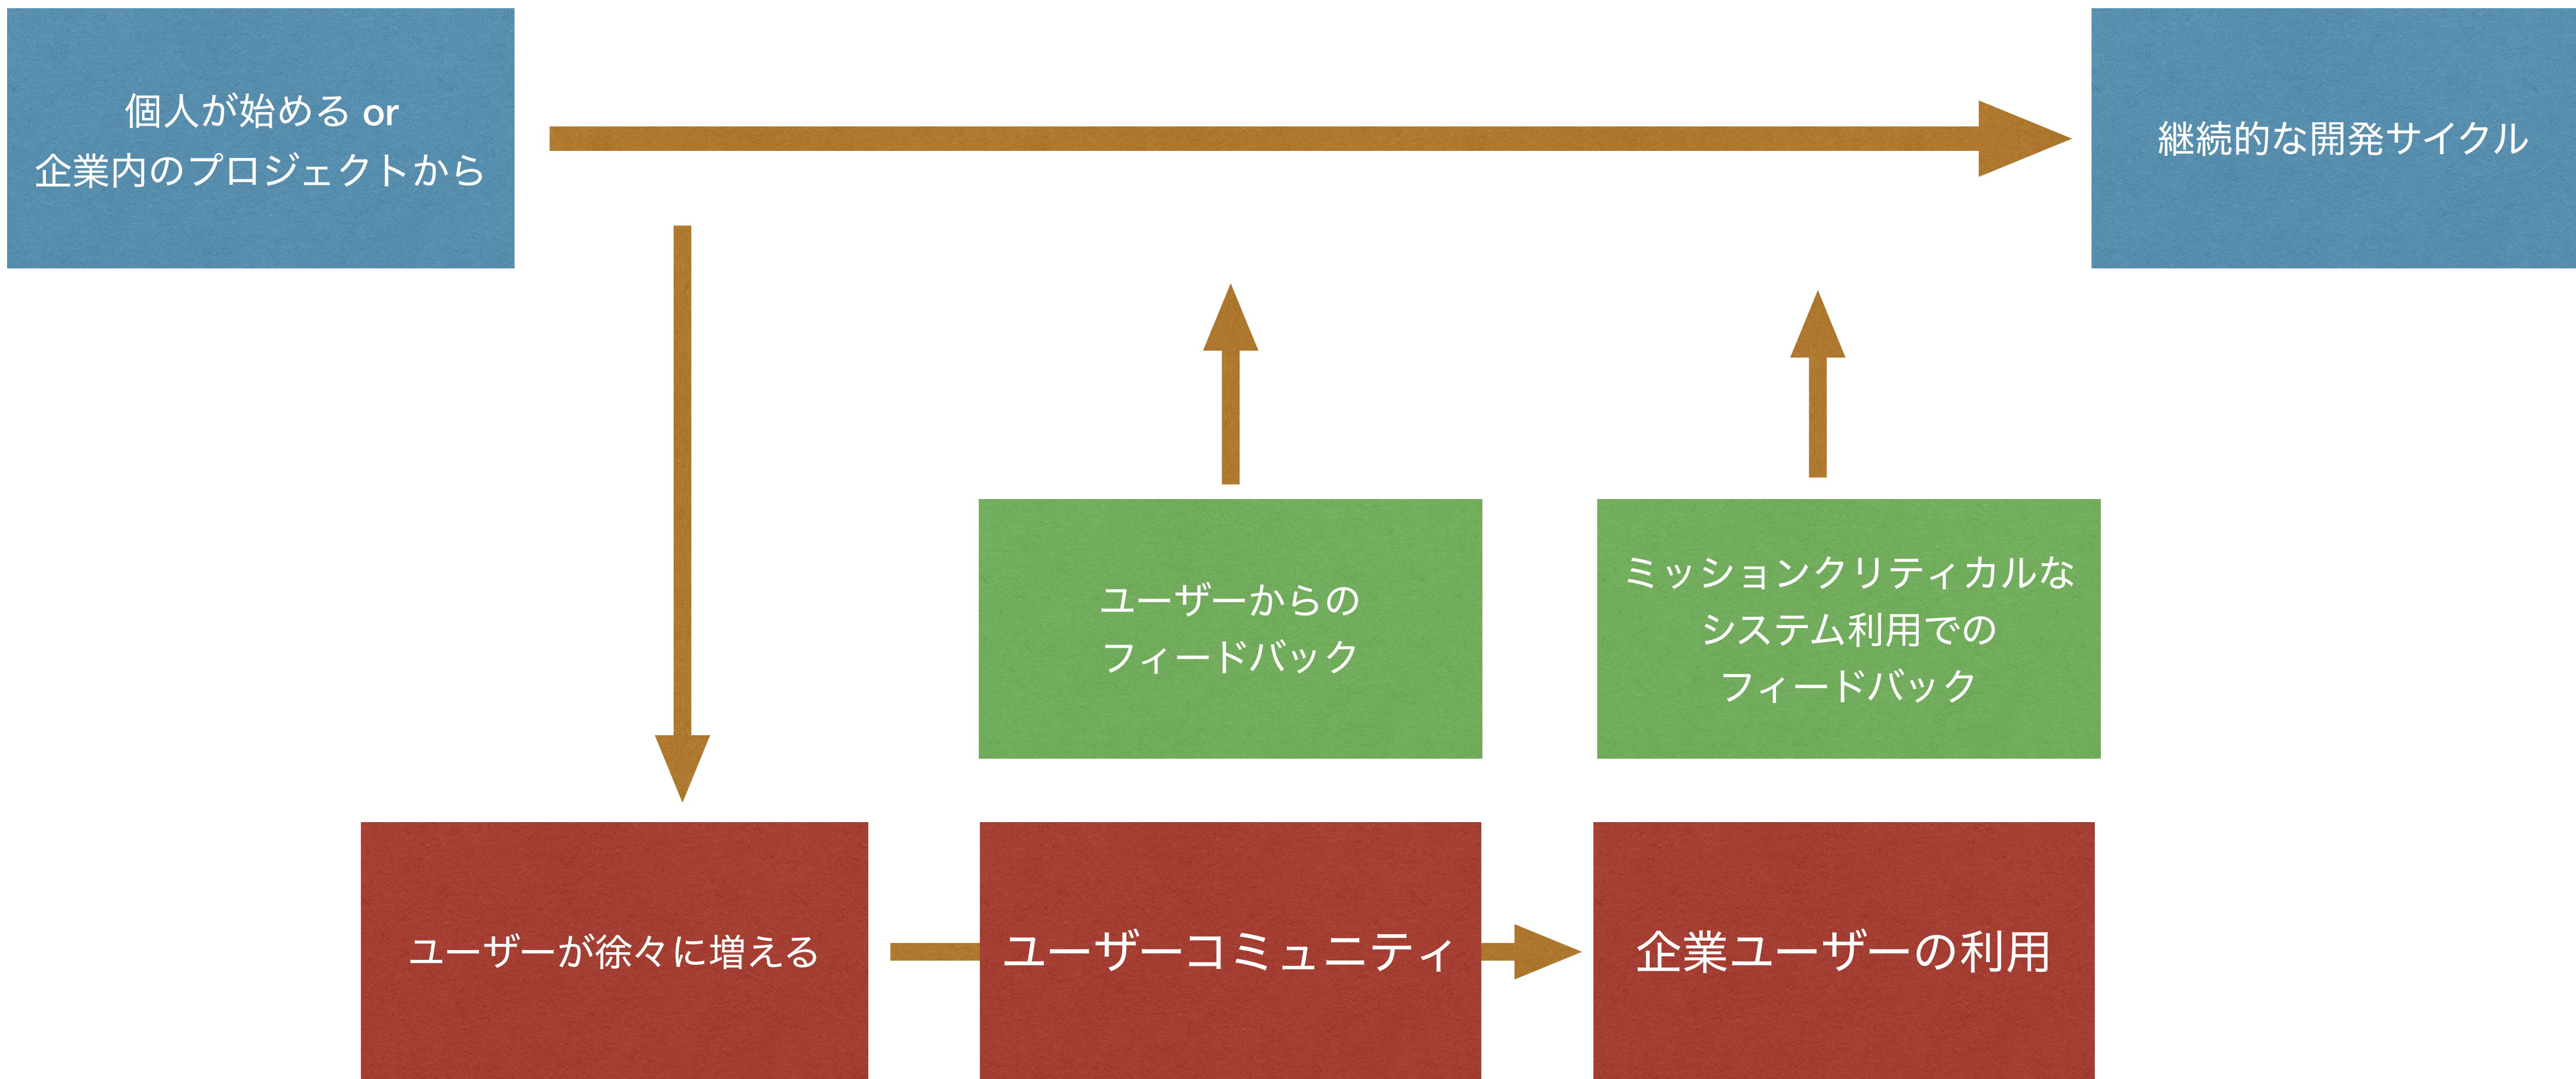 個人が始める or
企業内のプロジェクトから
継続的な開発サイクル
ユーザーからの
フィードバック
ミッションクリティカルな
システム利用での
フィードバック
ユーザーが徐々に増える
ユーザーコミュニティ
企業ユーザーの利用